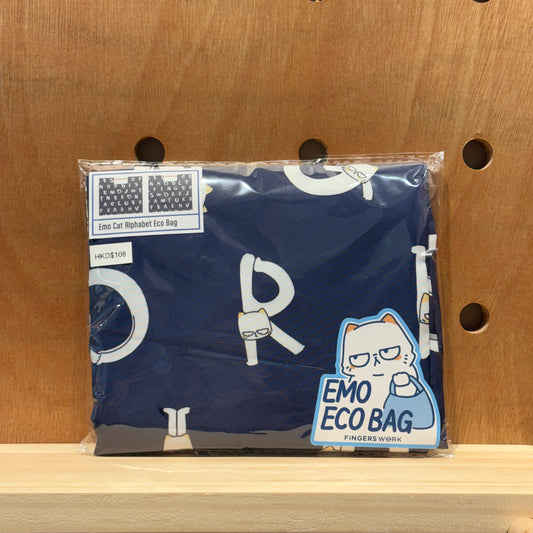 Emo Cat Alphabet Eco Bag
HKD$108
O R
EMO
ECO BAG
FINGERS WORK